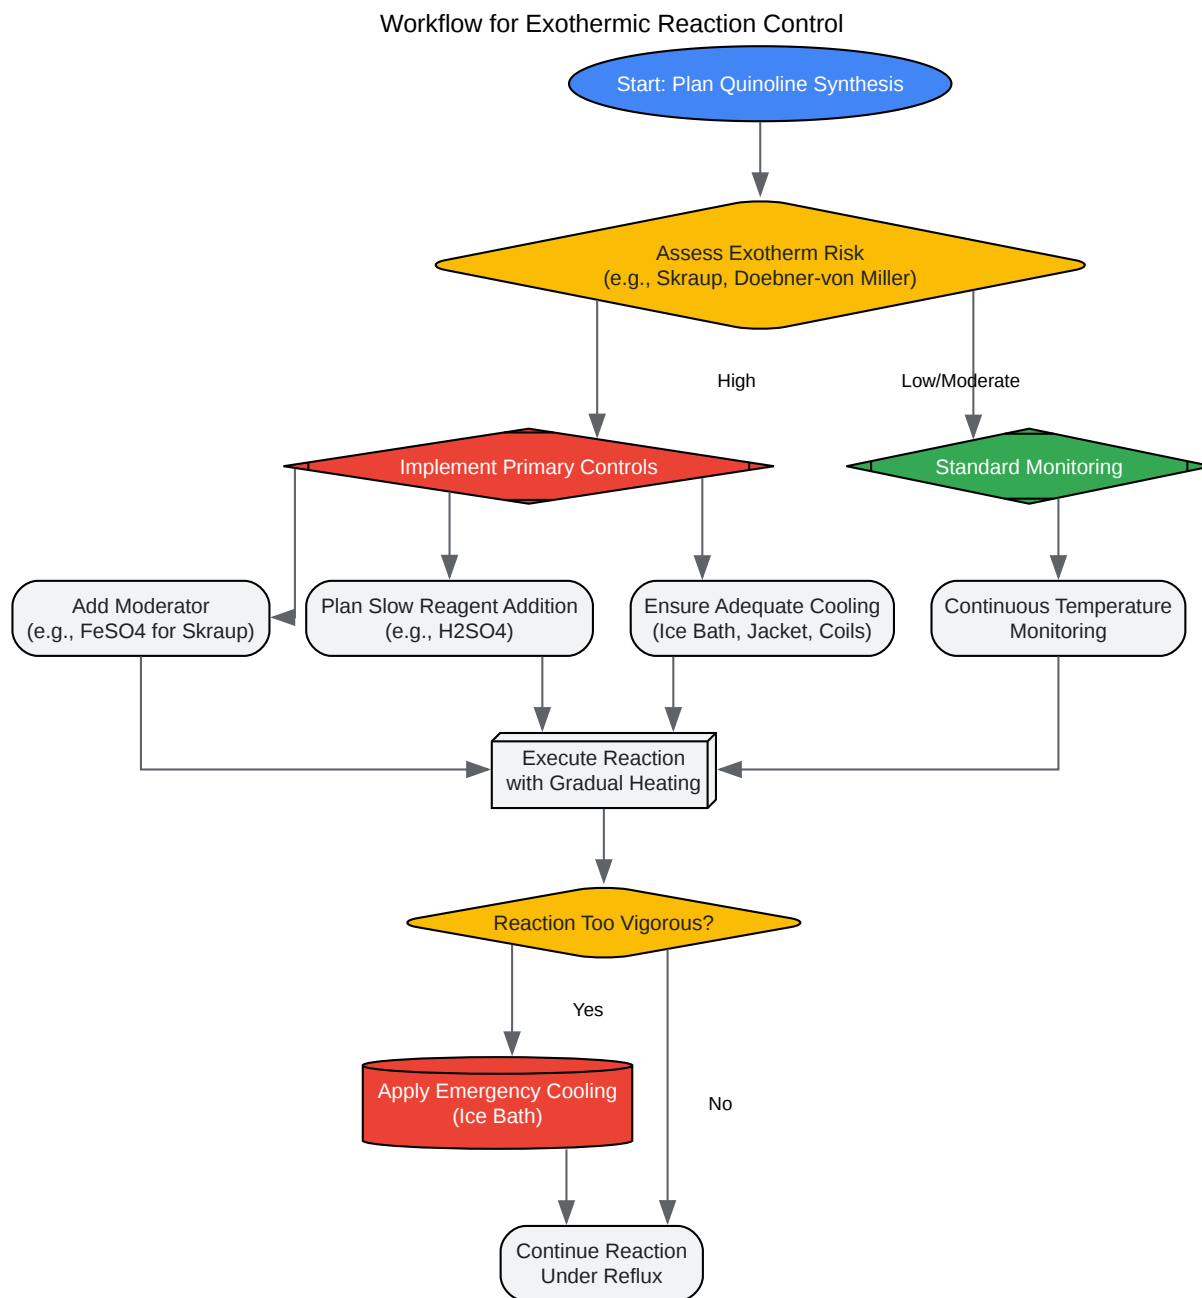 Workflow for Exothermic Reaction Control
Start: Plan Quinoline Synthesis
Assess Exotherm Risk
(e.g., Skraup, Doebner-von Miller)
High
Low/Moderate
Implement Primary Controls
Standard Monitoring
Add Moderator
(e.g., FeSO4 for Skraup)
Plan Slow Reagent Addition
(e.g., H2SO4)
Ensure Adequate Cooling
(Ice Bath, Jacket, Coils)
Continuous Temperature
Monitoring
Execute Reaction
with Gradual Heating
Reaction Too Vigorous?
Yes
No
Apply Emergency Cooling
(Ice Bath)
Continue Reaction
Under Reflux